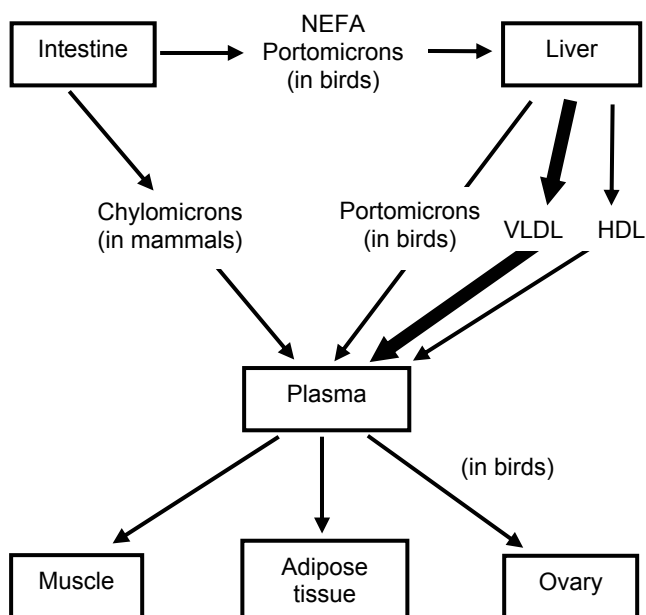 NEFA
Intestine
Portomicrons
Liver
(in birds)
Chylomicrons
(in mammals)
Portomicrons
(in birds)
VLDL
HDL
Plasma
(in birds)
Muscle
Adipose
tissue
Ovary